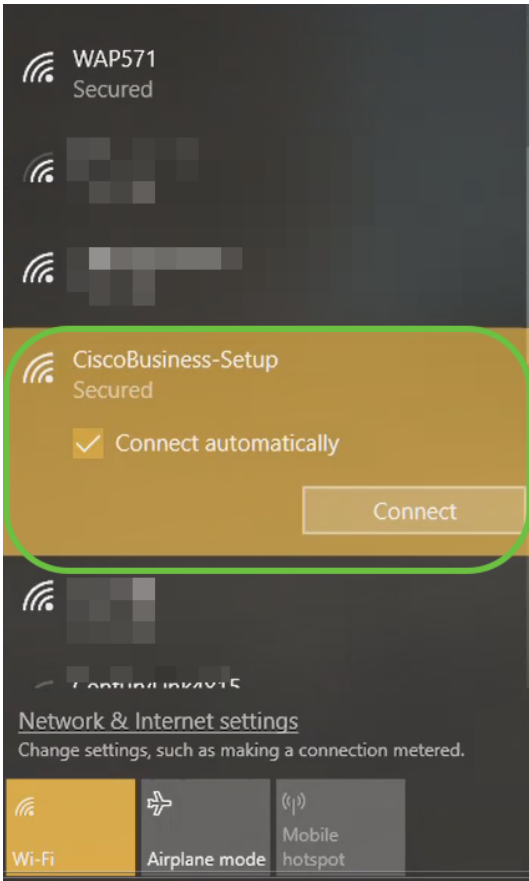 WAP571
Secured
CiscoBusiness-Setup
Secured
Connect automatically
Connect
CenturyLink4x15
Network & Internet settings
Change settings, such as making a connection metered.
Wi-Fi
Airplane mode
Mobile
hotspot